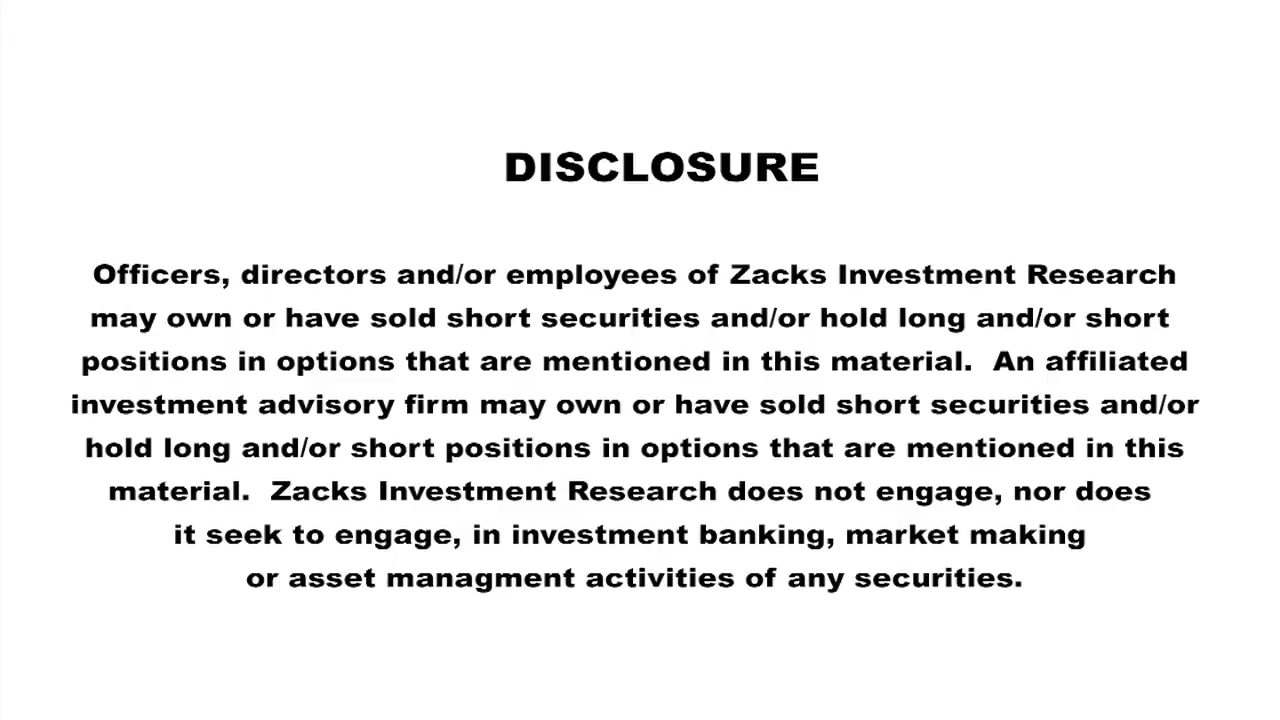 DISCLOSURE
Officers, directors and/or employees of Zacks Investment Research
may own or have sold short securities and/or hold long and/or short
positions in options that are mentioned in this material.  An affiliated
investment advisory firm may own or have sold short securities and/or
hold long and/or short positions in options that are mentioned in this
material.  Zacks Investment Research does not engage, nor does
it seek to engage, in investment banking, market making
or asset managment activities of any securities.